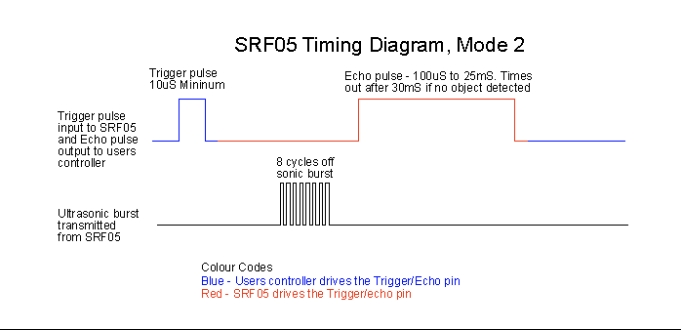 SRF05 Timing Diagram, Mode 2
Trigger pulse
10uS Mininum
Echo pulse - 100uS to 25mS. Times
out after 30mS if no object detected
Trigger pulse
input to SRF05
and Echo pulse
output to users
controller
8 cycles off
sonic burst
Ultrasonic burst
transmitted
from SRF05
Colour Codes
Blue - Users controller drives the Trigger/Echo pin
Red - SRF05 drives the Trigger/echo pin